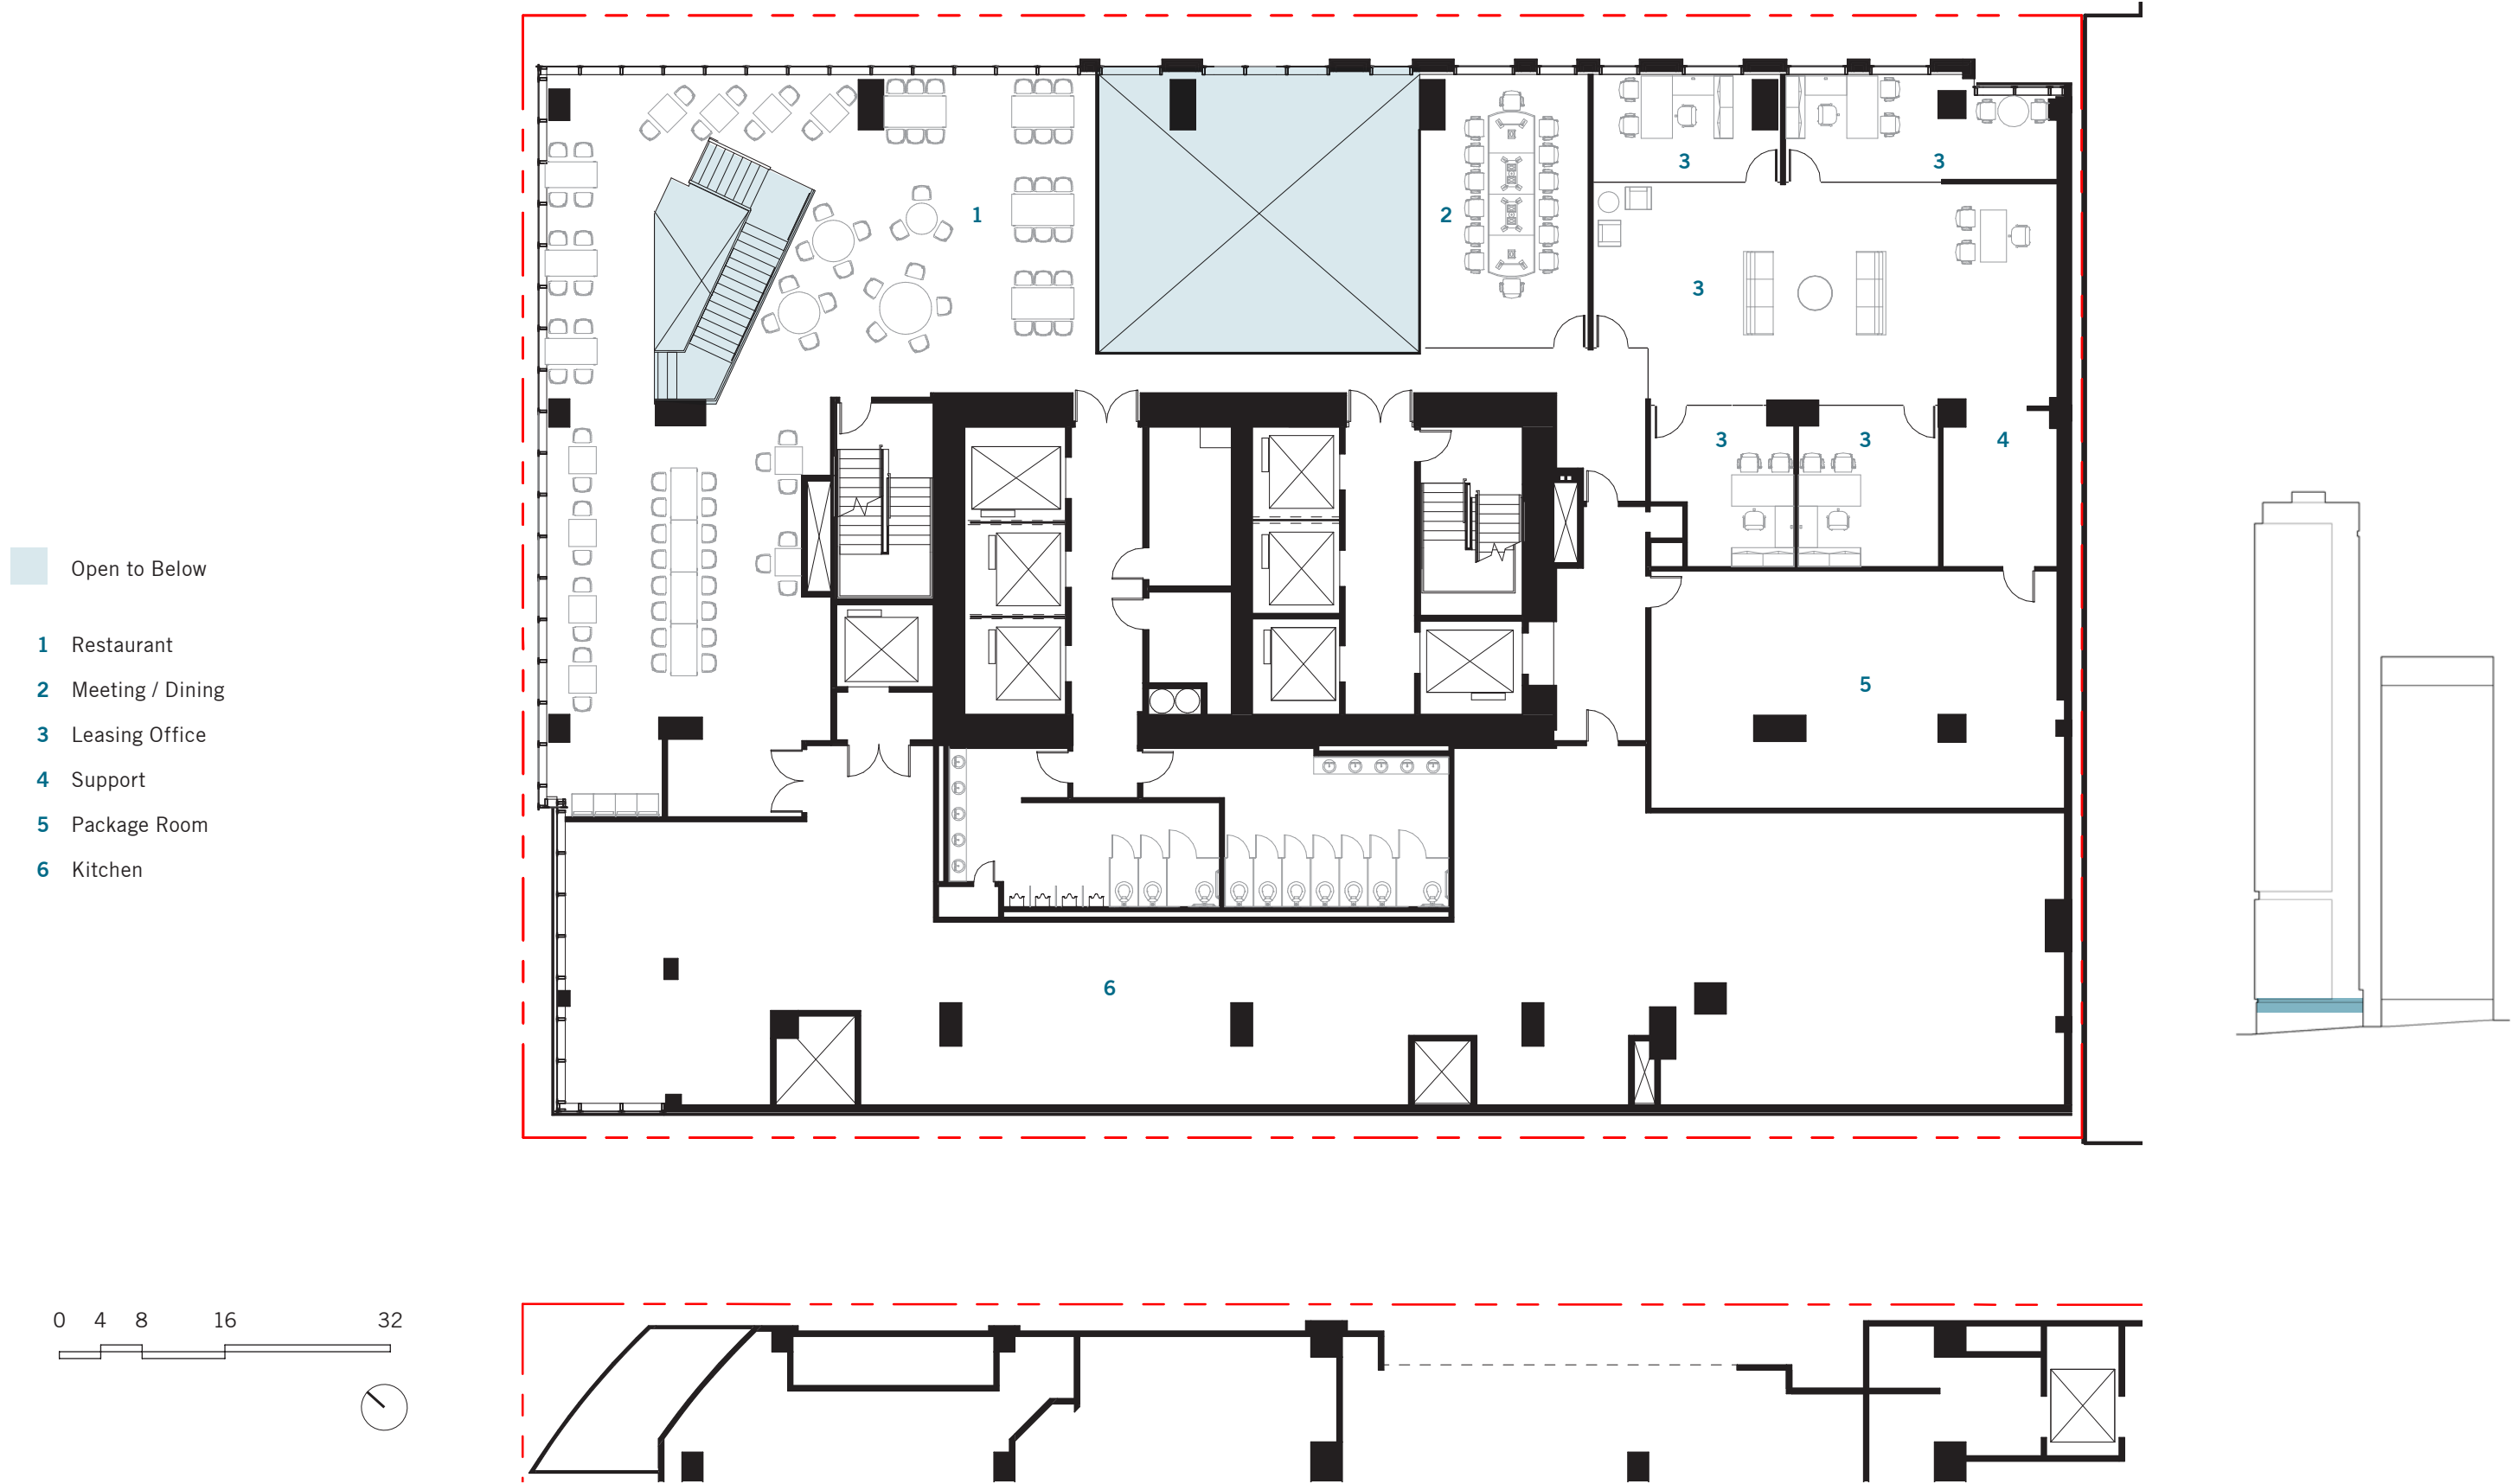 Open to Below
1 Restaurant
2 Meeting / Dining
3 Leasing Office
4 Support
5 Package Room
6 Kitchen
0 4 8 16 32
3 3
1 2
3
3 3 4
5
6